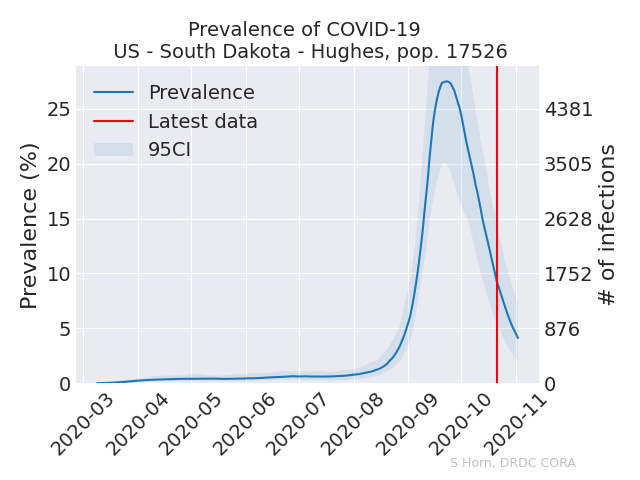 Prevalence of COVID-19
US - South Dakota - Hughes, pop. 17526
Prevalence
Latest data
95CI
Prevalence (%)
25
20
15
10
5
0
4381
3505
2628
1752
876
0
# of infections
2020-03
2020-04
2020-05
2020-06
2020-07
2020-08
2020-09
2020-10
2020-11
S Horn, DRDC CORA